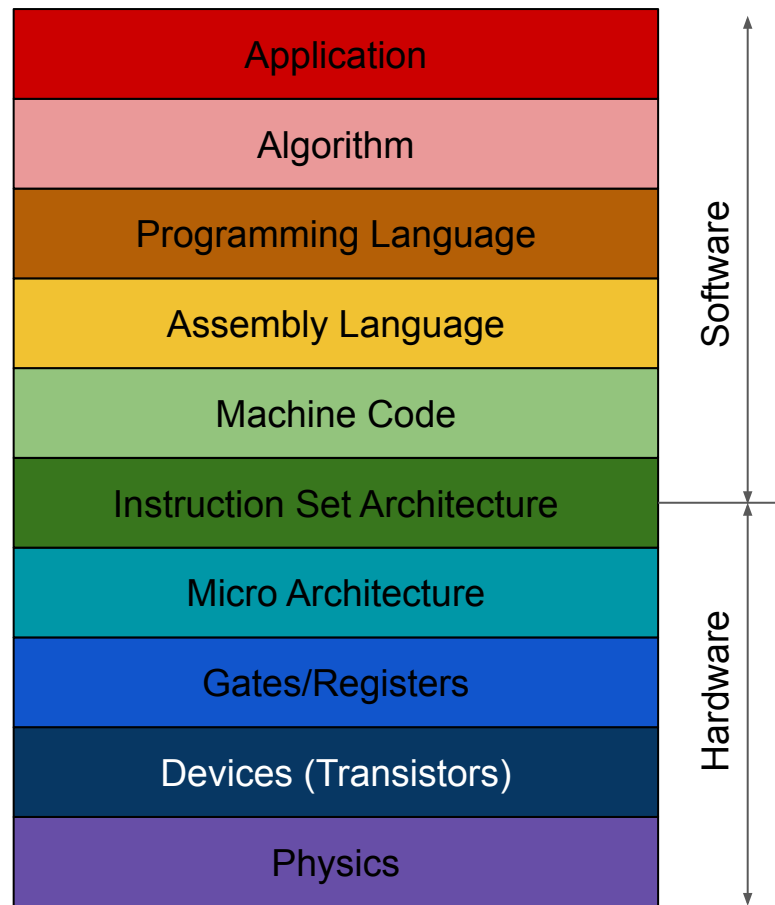 Application
Algorithm
Programming Language
Assembly Language
Machine Code
Instruction Set Architecture
Micro Architecture
Gates/Registers
Devices (Transistors)
Physics
Software
Hardware